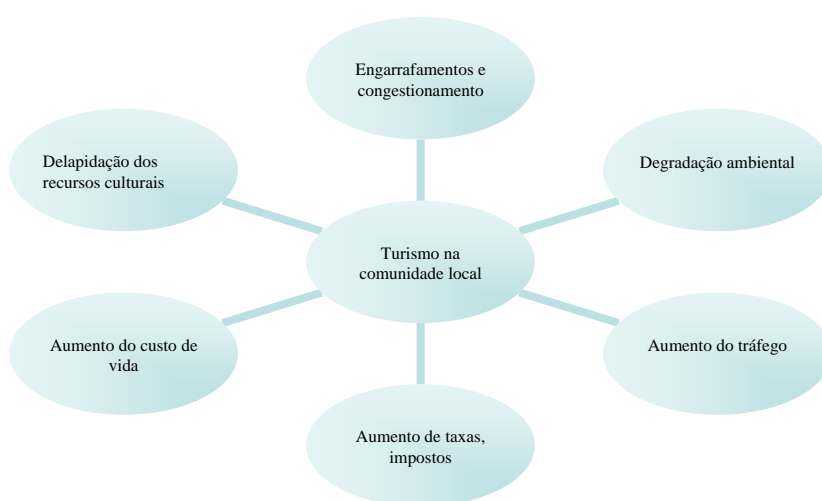 Engarrafamentos e
congestionamento
Delapidação dos
recursos culturais
Degradação ambiental
Turismo na
comunidade local
Aumento do custo de
vida
Aumento do tráfego
Aumento de taxas,
impostos